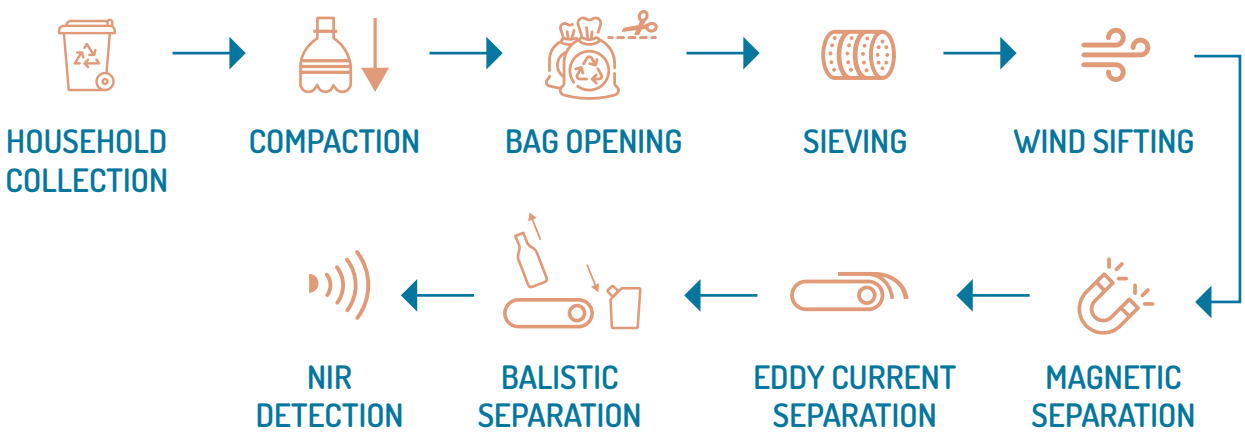 HOUSEHOLD
COLLECTION
COMPACTION
BAG OPENING
SIEVING
WIND SIFTING
MAGNETIC
SEPARATION
EDDY CURRENT
SEPARATION
BALISTIC
SEPARATION
NIR
DETECTION